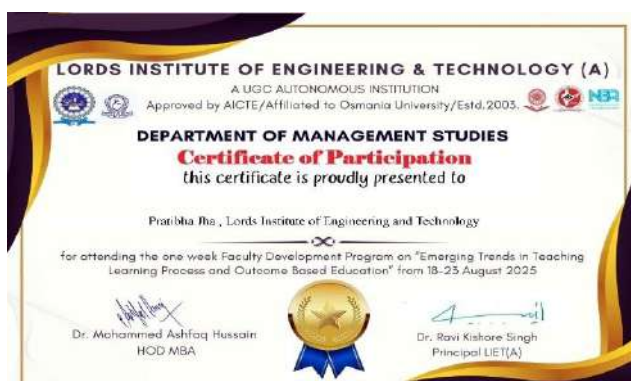 LORDS INSTITUTE OF ENGINEERING & TECHNOLOGY (A)
A UGC AUTONOMOUS INSTITUTION
Approved by AICTE/Affiliated to Osmania University/Estd.2003.
NBA
DEPARTMENT OF MANAGEMENT STUDIES
Certificate of Participation
this certificate is proudly presented to
Pratibha Jha , Lords Institute of Engineering and Technology
for attending the one week Faculty Development Program on "Emerging Trends in Teaching
Learning Process and Outcome Based Education" from 18-23 August 2025
Dr. Mohammed Ashfaq Hussain
HOD MBA
Dr. Ravi Kishore Singh
Principal LIET(A)